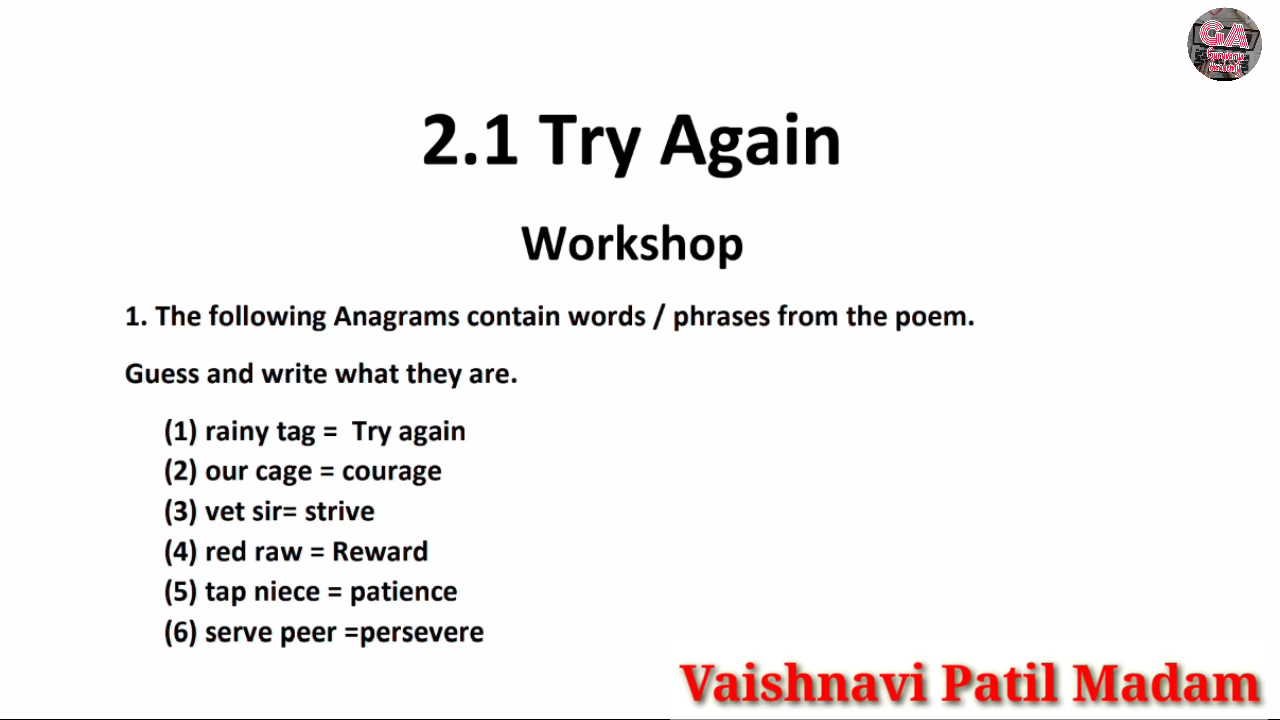 GA
2.1 Try Again
Workshop
1. The following Anagrams contain words / phrases from the poem.
Guess and write what they are.
(1) rainy tag =  Try again
(2) our cage = courage
(3) vet sir= strive
(4) red raw = Reward
(5) tap niece = patience
(6) serve peer =persevere
Vaishnavi Patil Madam